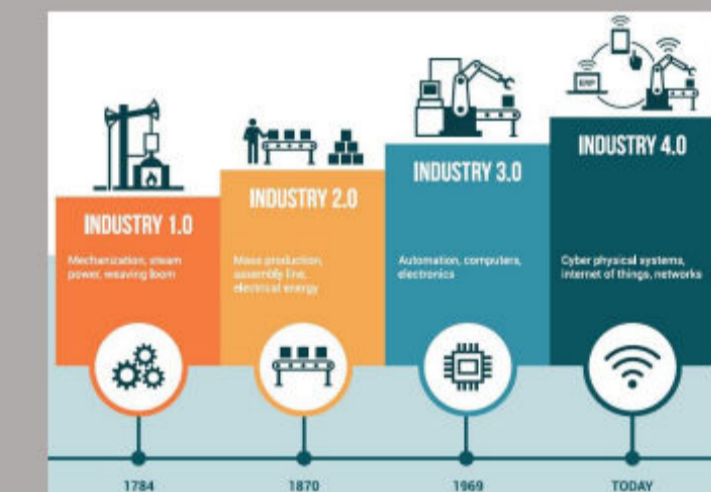 ERP
INDUSTRY 1.0
Mechanization, steam
power, weaving loom
INDUSTRY 2.0
Mass production,
assembly line,
electrical energy
INDUSTRY 3.0
Automation, computers,
electronics
INDUSTRY 4.0
Cyber physical systems,
internet of things, networks
1784
1870
1969
TODAY